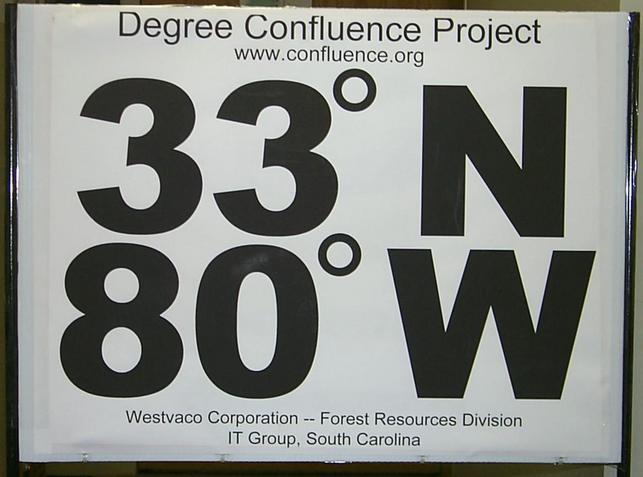 Degree Confluence Project
www.confluence.org
33° N
80° W
Westvaco Corporation -- Forest Resources Division
IT Group, South Carolina